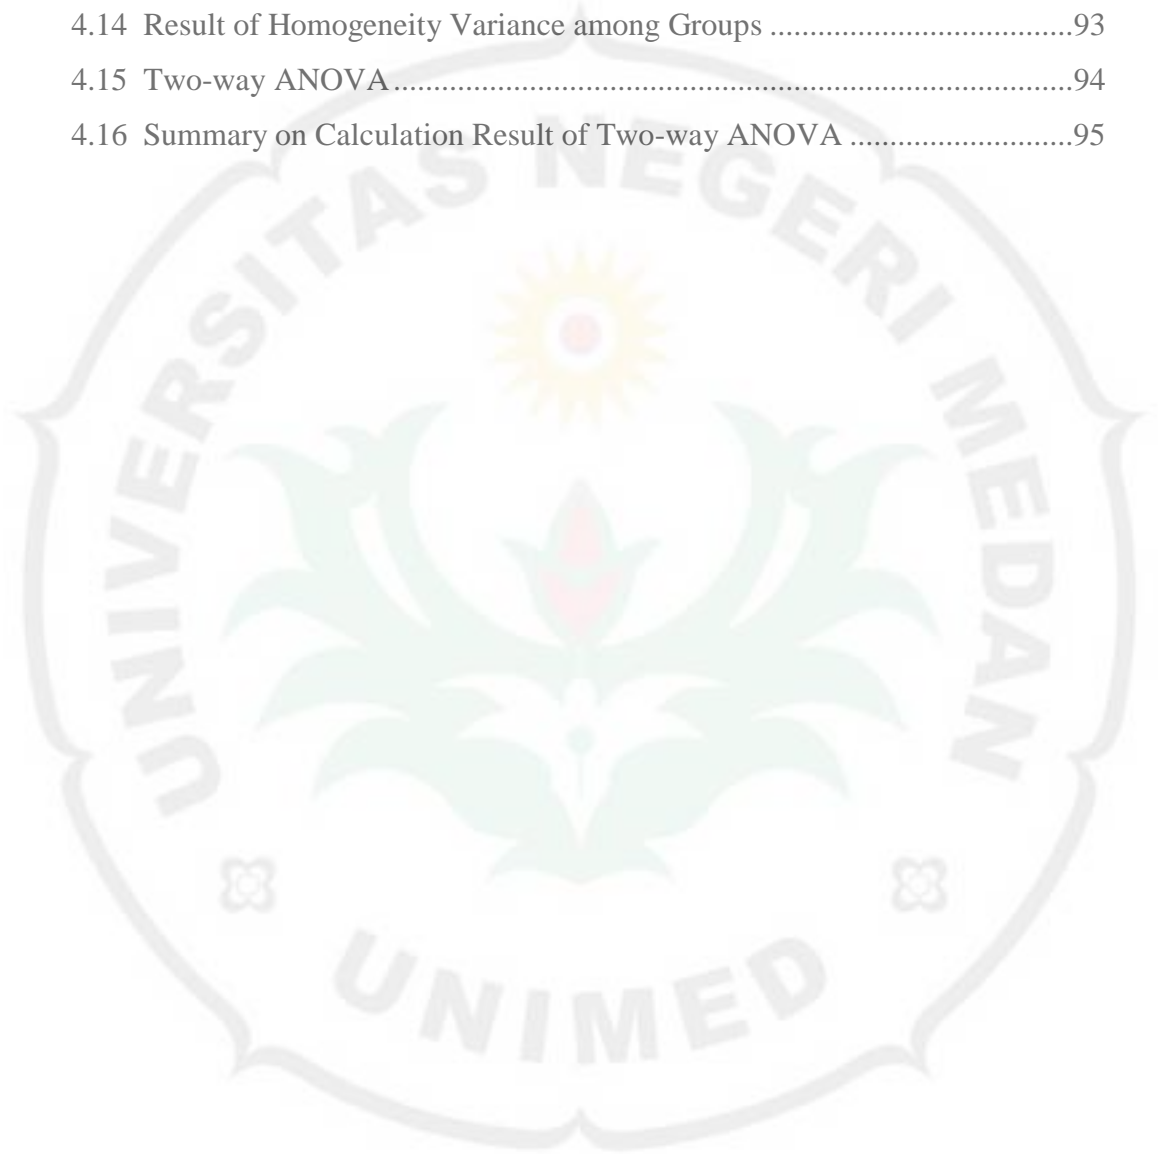 4.14 Result of Homogeneity Variance among Groups ......................................93
4.15 Two-way ANOVA......................................................................................94
4.16 Summary on Calculation Result of Two-way ANOVA ............................95
UNIVERSITAS NEGERI MEDAN
UNIMED